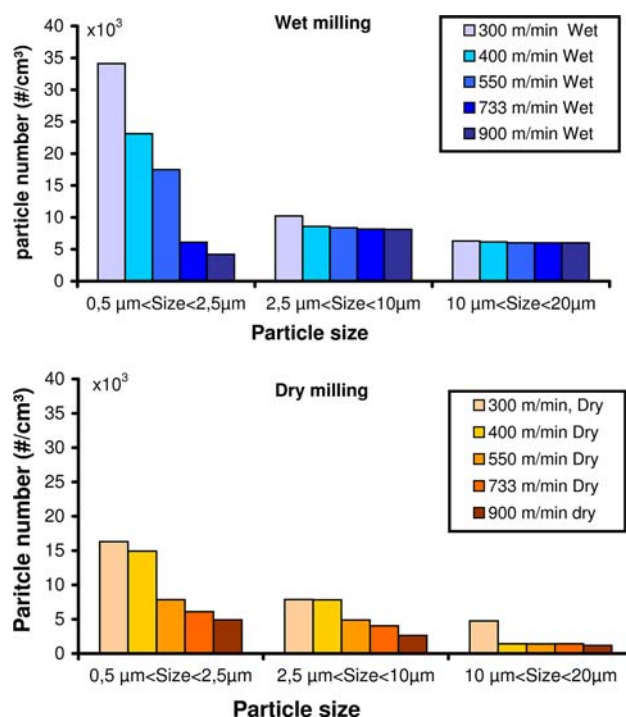 x10³
Wet milling
40
35
30
25
20
15
10
5
0
particle number (#/cm³)
300 m/min Wet
400 m/min Wet
550 m/min Wet
733 m/min Wet
900 m/min Wet
0,5 µm<Size<2,5µm
2,5 µm<Size<10µm
10 µm<Size<20µm
Particle size
x10³
Dry milling
40
35
30
25
20
15
10
5
0
Paritcle number (#/cm³)
300 m/min, Dry
400 m/min Dry
550 m/min Dry
733 m/min Dry
900 m/min dry
0,5 µm<Size<2,5µm
2,5 µm<Size<10µm
10 µm<Size<20µm
Particle size